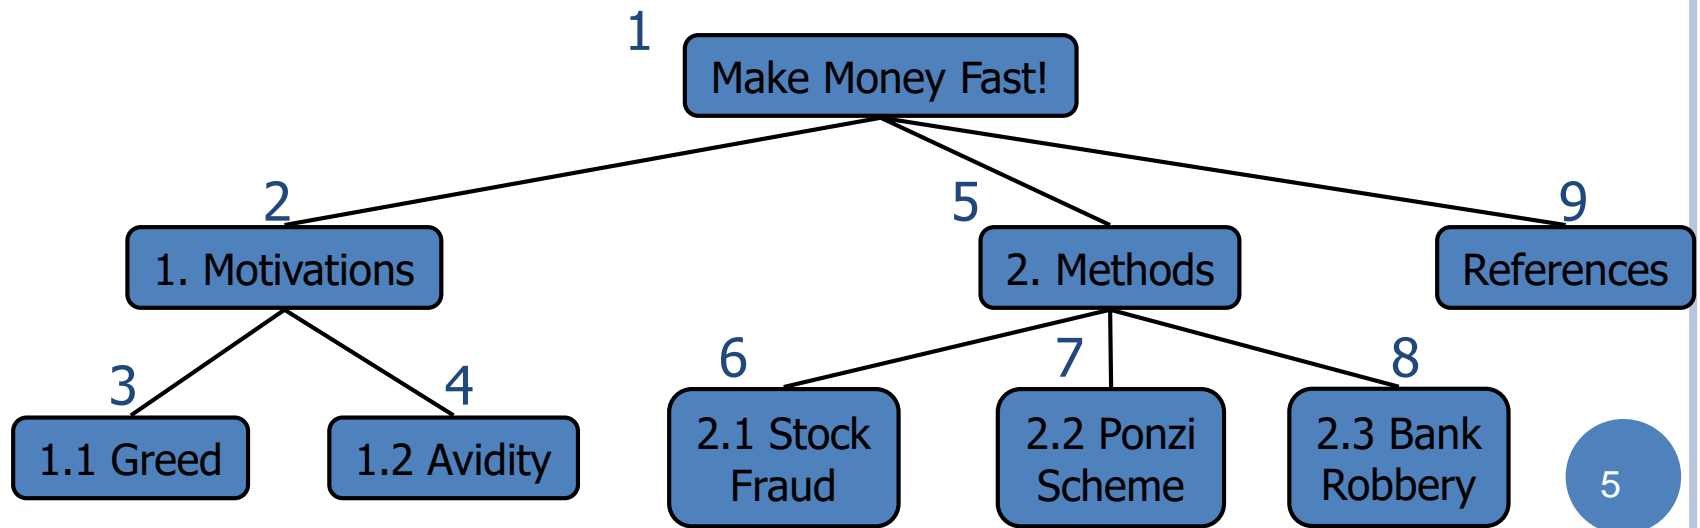 1
Make Money Fast!
2
5
9
1. Motivations
2. Methods
References
3
4
6
7
8
1.1 Greed
1.2 Avidity
2.1 Stock
Fraud
2.2 Ponzi
Scheme
2.3 Bank
Robbery
5